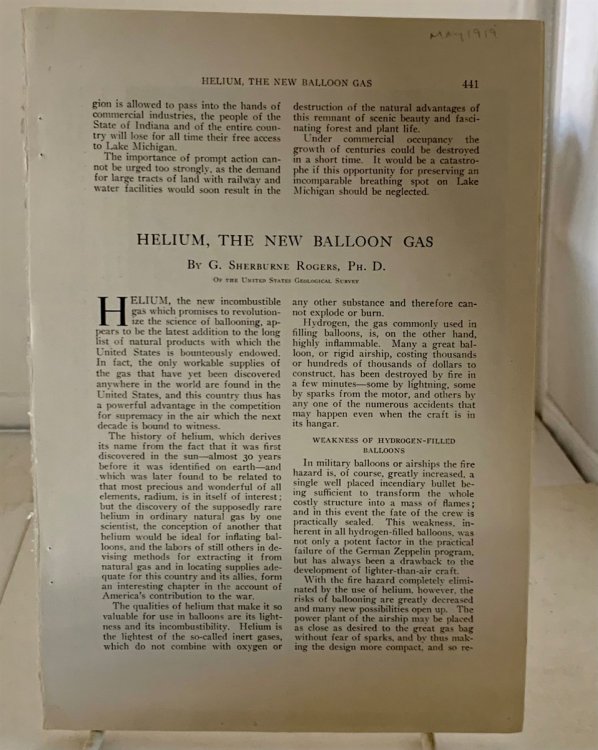 May 1919
HELIUM, THE NEW BALLOON GAS 441
gion is allowed to pass into the hands of
commercial industries, the people of the
State of Indiana and of the entire coun-
try will lose for all time their free access
to Lake Michigan.
The importance of prompt action can-
not be urged too strongly, as the demand
for large tracts of land with railway and
water facilities would soon result in the
destruction of the natural advantages of
this remnant of scenic beauty and fasci-
nating forest and plant life.
Under commercial occupancy the
growth of centuries could be destroyed
in a short time. It would be a catastro-
phe if this opportunity for preserving an
incomparable breathing spot on Lake
Michigan should be neglected.
HELIUM, THE NEW BALLOON GAS
By G. Sherburne Rogers, Ph. D.
Of the United States Geological Survey
HELIUM, the new incombustible
gas which promises to revolution-
ize the science of ballooning, ap-
pears to be the latest addition to the long
list of natural products with which the
United States is bounteously endowed.
In fact, the only workable supplies of
the gas that have yet been discovered
anywhere in the world are found in the
United States, and this country thus has
a powerful advantage in the competition
for supremacy in the air which the next
decade is bound to witness.
The history of helium, which derives
its name from the fact that it was first
discovered in the sun—almost 30 years
before it was identified on earth—and
which was later found to be related to
that most precious and wonderful of all
elements, radium, is in itself of interest;
but the discovery of the supposedly rare
helium in ordinary natural gas by one
scientist, the conception of another that
helium would be ideal for inflating bal-
loons, and the labors of still others in de-
vising methods for extracting it from
natural gas and in locating supplies ade-
quate for this country and its allies, form
an interesting chapter in the account of
America's contribution to the war.
The qualities of helium that make it so
valuable for use in balloons are its light-
ness and its incombustibility. Helium is
the lightest of the so-called inert gases,
which do not combine with oxygen or
any other substance and therefore can-
not explode or burn.
Hydrogen, the gas commonly used in
filling balloons, is, on the other hand,
highly inflammable. Many a great bal-
loon, or rigid airship, costing thousands
or hundreds of thousands of dollars to
construct, has been destroyed by fire in
a few minutes—some by lightning, some
by sparks from the motor, and others by
any one of the numerous accidents that
may happen even when the craft is in
its hangar.
WEAKNESS OF HYDROGEN-FILLED
BALLOONS
In military balloons or airships the fire
hazard is, of course, greatly increased, a
single well placed incendiary bullet be-
ing sufficient to transform the whole
costly structure into a mass of flames;
and in this event the fate of the crew is
practically sealed. This weakness, in-
herent in all hydrogen-filled balloons, was
not only a potent factor in the practical
failure of the German Zeppelin program,
but has always been a drawback to the
development of lighter-than-air craft.
With the fire hazard completely elimi-
nated by the use of helium, however, the
risks of ballooning are greatly decreased
and many new possibilities open up. The
power plant of the airship may be placed
as close as desired to the great gas bag
without fear of sparks, and by thus mak-
ing the design more compact, and so re-